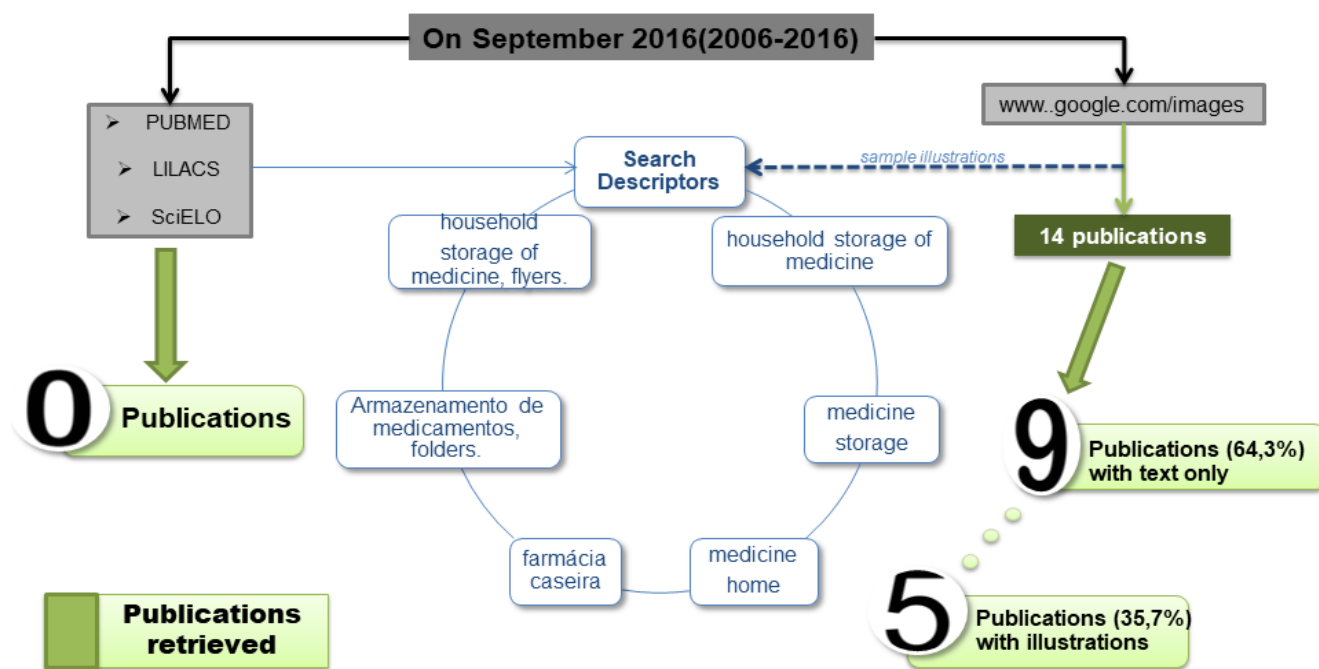 On September 2016(2006-2016)
PUBMED
LILACS
SciELO
www..google.com/images
Search
Descriptors
sample illustrations
household
storage of
medicine, flyers.
household storage of
medicine
14 publications
0 Publications
Armazenamento de
medicamentos,
folders.
medicine
storage
9 Publications (64,3%)
with text only
farmácia
caseira
medicine
home
5 Publications (35,7%)
with illustrations
Publications
retrieved